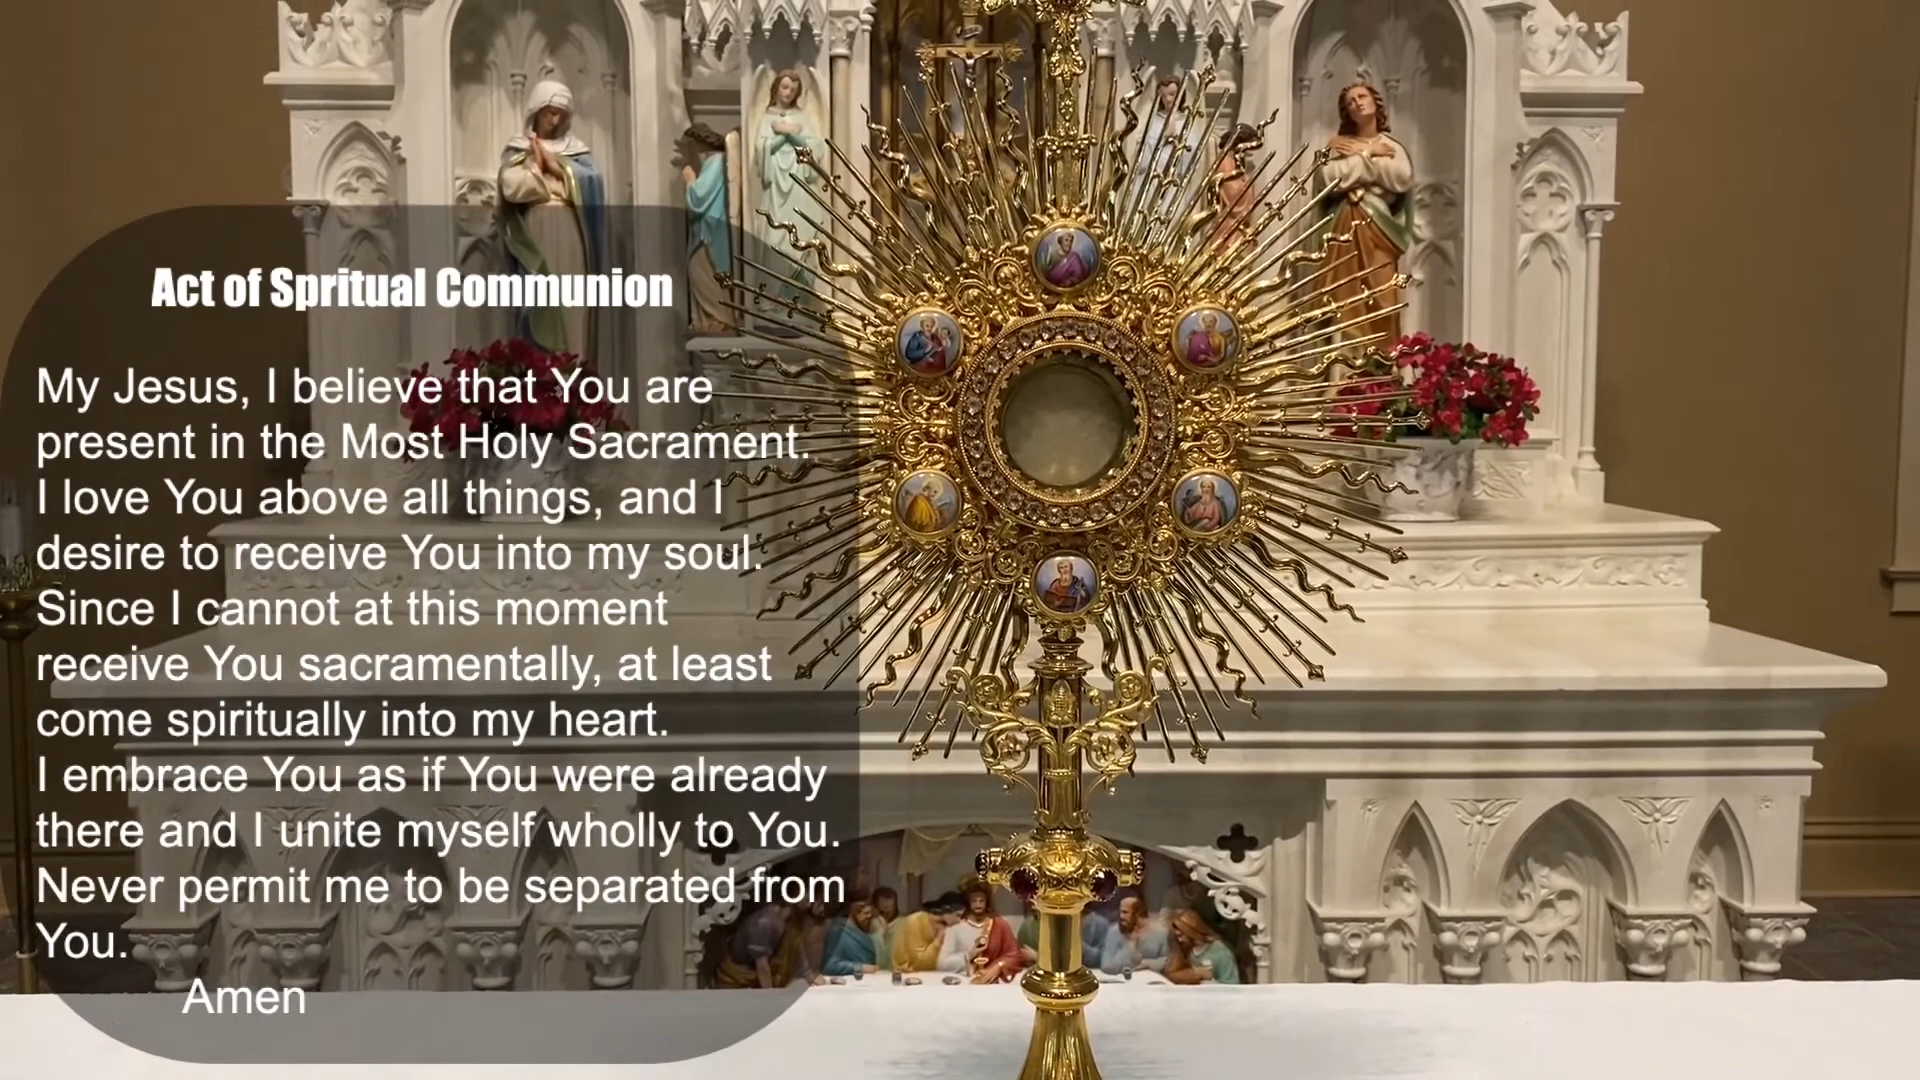 Act of Spritual Communion
My Jesus, I believe that You are
present in the Most Holy Sacrament.
I love You above all things, and I
desire to receive You into my soul.
Since I cannot at this moment
receive You sacramentally, at least
come spiritually into my heart.
I embrace You as if You were already
there and I unite myself wholly to You.
Never permit me to be separated from
You.
Amen